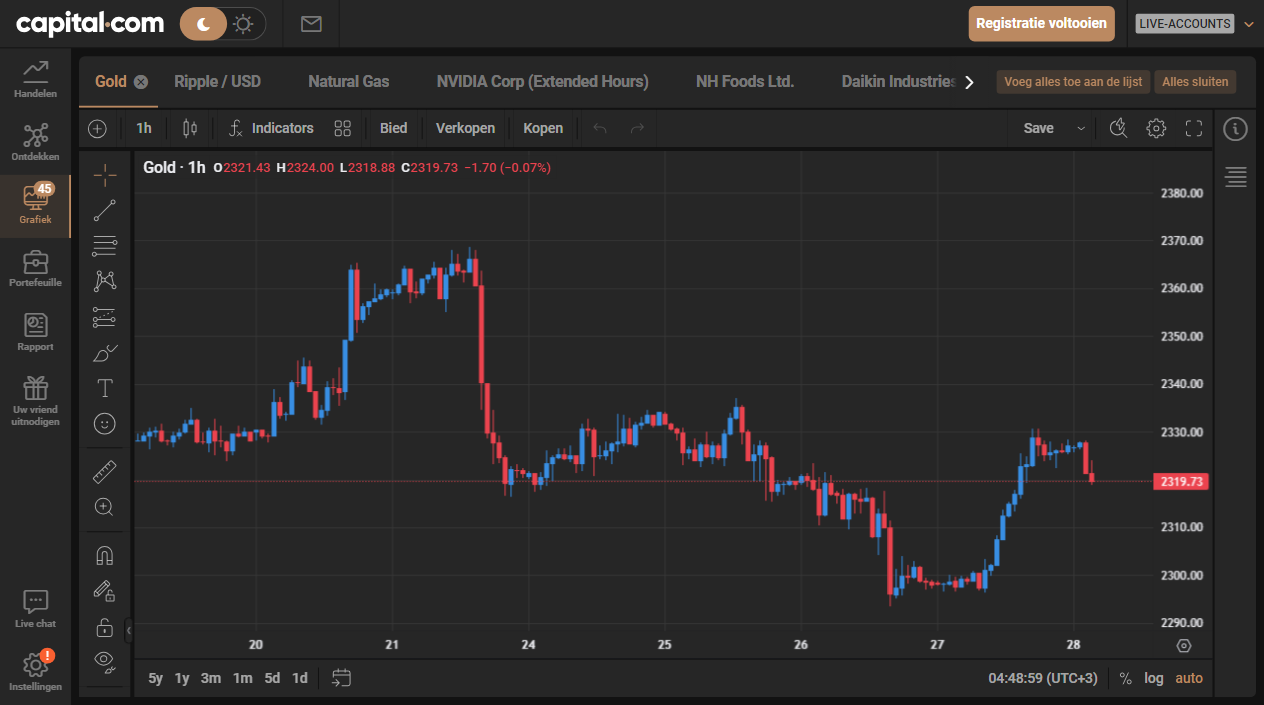 capital.com
Registratie voltooien
LIVE-ACCOUNTS
Handelen
Ontdekken
45
Grafiek
Portefeuille
Rapport
Uw vriend
uitnodigen
Live chat
!
Instellingen
Gold
Ripple / USD
Natural Gas
NVIDIA Corp (Extended Hours)
NH Foods Ltd.
Daikin Industries
Voeg alles toe aan de lijst
Alles sluiten
1h
Indicators
Bied
Verkopen
Kopen
Save
Gold · 1h O2321.43 H2324.00 L2318.88 C2319.73 −1.70 (−0.07%)
2380.00
2370.00
2360.00
2350.00
2340.00
2330.00
2319.73
2310.00
2300.00
2290.00
20 21 24 25 26 27 28
5y 1y 3m 1m 5d 1d
04:48:59 (UTC+3)
% log auto